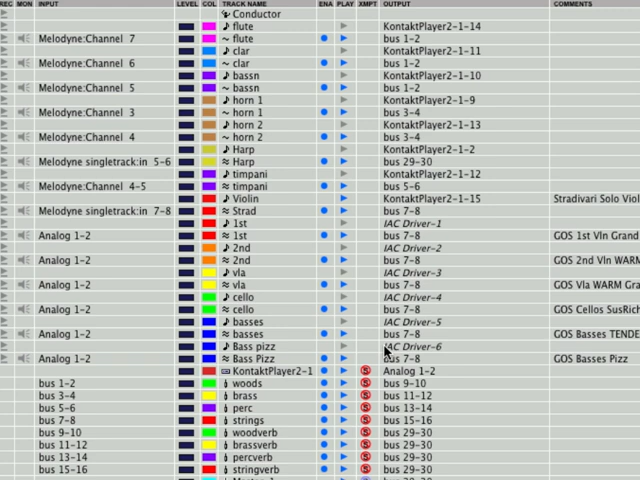 REC MON INPUT LEVEL COL TRACK NAME ENA PLAY XMPT OUTPUT COMMENTS
Conductor
flute KontaktPlayer2-1-14
Melodyne:Channel 7 flute bus 1-2
clar KontaktPlayer2-1-11
Melodyne:Channel 6 clar bus 1-2
bassn KontaktPlayer2-1-10
Melodyne:Channel 5 bassn bus 1-2
horn 1 KontaktPlayer2-1-9
Melodyne:Channel 3 horn 1 bus 3-4
horn 2 KontaktPlayer2-1-13
Melodyne:Channel 4 horn 2 bus 3-4
Harp KontaktPlayer2-1-2
Melodyne singletrack:in 5-6 Harp bus 29-30
timpani KontaktPlayer2-1-12
Melodyne:Channel 4-5 timpani bus 5-6
Violin KontaktPlayer2-1-15 Stradivari Solo Viol
Melodyne singletrack:in 7-8 Strad bus 7-8
1st IAC Driver-1
Analog 1-2 1st bus 7-8 GOS 1st Vln Grand
2nd IAC Driver-2
Analog 1-2 2nd bus 7-8 GOS 2nd Vln WARM
vla IAC Driver-3
Analog 1-2 vla bus 7-8 GOS Vla WARM Gra
cello IAC Driver-4
Analog 1-2 cello bus 7-8 GOS Cellos SusRich
basses IAC Driver-5
Analog 1-2 basses bus 7-8 GOS Basses TENDE
Bass pizz IAC Driver-6
Analog 1-2 Bass Pizz bus 7-8 GOS Basses Pizz
KontaktPlayer2-1 Analog 1-2
bus 1-2 woods bus 9-10
bus 3-4 brass bus 11-12
bus 5-6 perc bus 13-14
bus 7-8 strings bus 15-16
bus 9-10 woodverb bus 29-30
bus 11-12 brassverb bus 29-30
bus 13-14 percverb bus 29-30
bus 15-16 stringverb bus 29-30